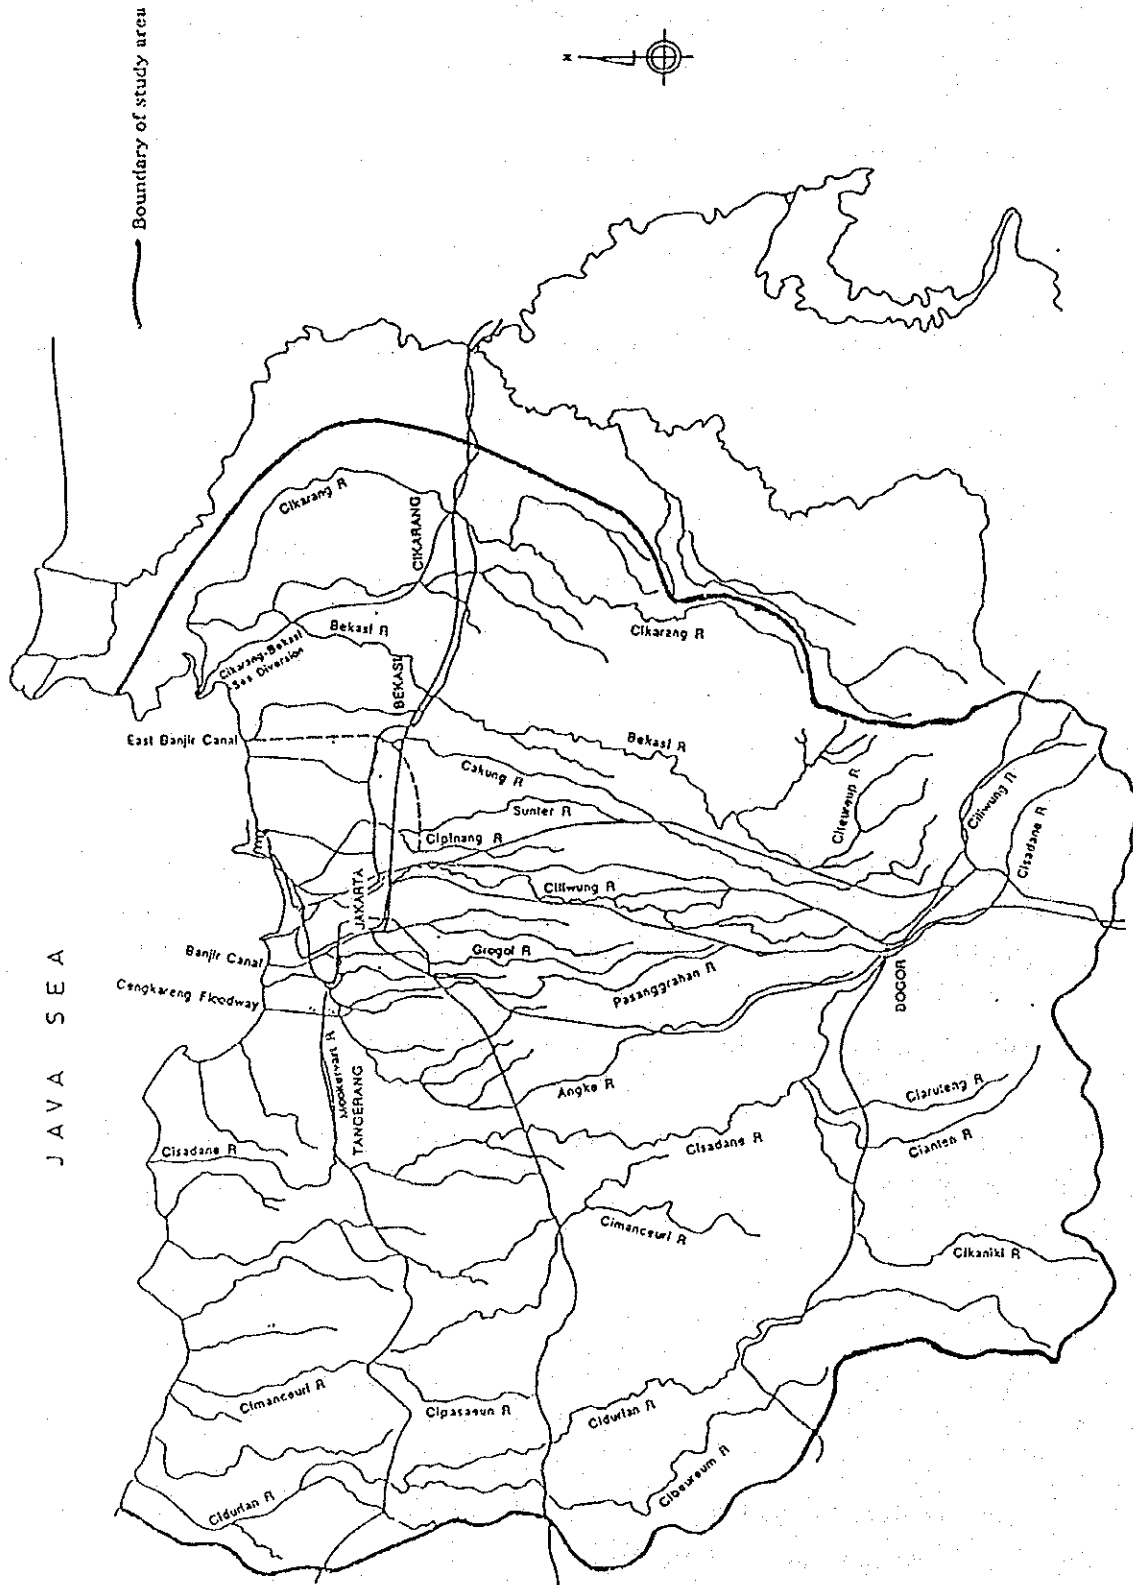 Boundary of study area
N
JAVA SEA
Cikarang R
CIKARANG
Cikarang-Bekasi
-Sea Diversion
Bekasi R
BEKASI
Cikarang R
East Banjir Canal
Bekasi R
Cakung R
Sunter R
Cipinang R
Ciliwung R
Cisadane R
JAKARTA
Ciliwung R
Banjir Canal
Grogol R
Cengkareng Floodway
Pasanggrahan R
BOGOR
Mookervart R
TANGERANG
Angke R
Ciaruteng R
Cisadane R
Cisadane R
Cianten R
Cimanceuri R
Cikaniki R
Cimanceuri R
Cipasaeun R
Cidurian R
Cidurian R
Cibeureum R